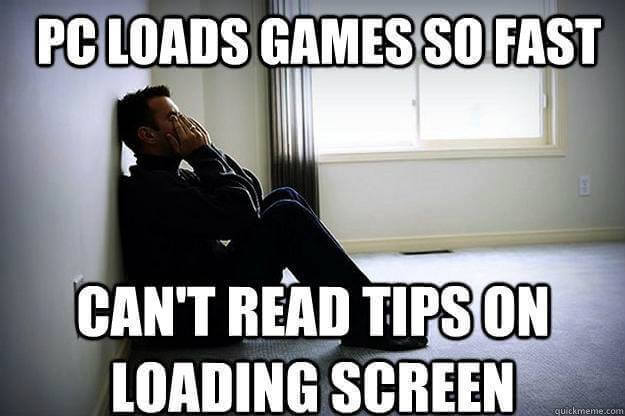 PC LOADS GAMES SO FAST
CAN'T READ TIPS ON
LOADING SCREEN
quickmeme.com